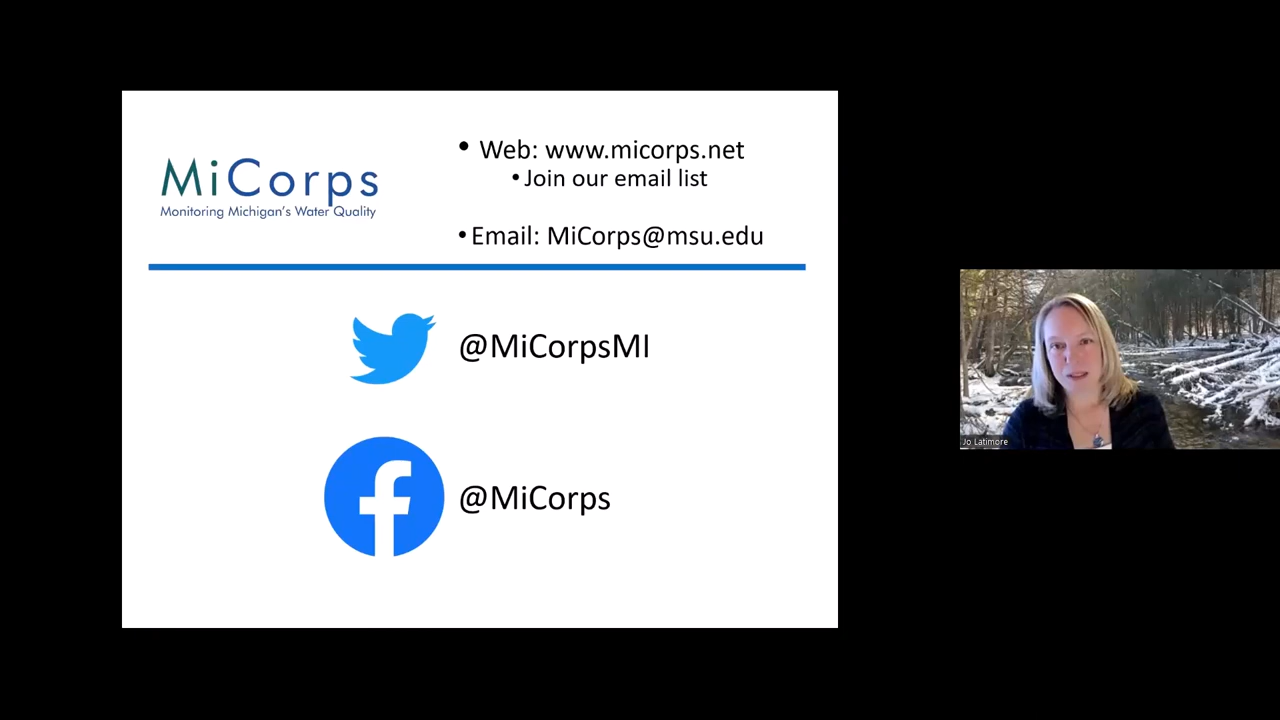 MiCorps
Monitoring Michigan's Water Quality
• Web: www.micorps.net
• Join our email list
• Email: MiCorps@msu.edu
@MiCorpsMI
@MiCorps
Jo Latimore